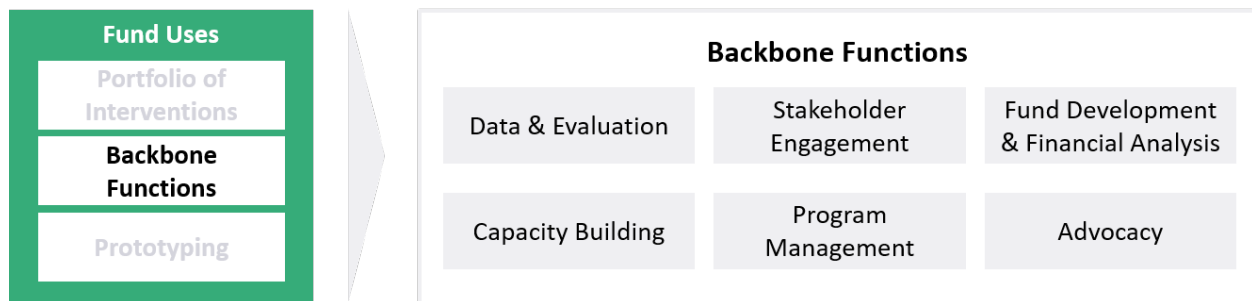 Fund Uses
Portfolio of
Interventions
Backbone
Functions
Prototyping
Backbone Functions
Data & Evaluation
Stakeholder
Engagement
Fund Development
& Financial Analysis
Capacity Building
Program
Management
Advocacy